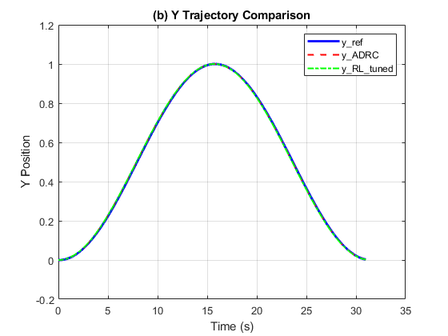 (b) Y Trajectory Comparison
1.2
1
0.8
0.6
0.4
0.2
0
-0.2
Y Position
y_ref
y_ADRC
y_RL_tuned
0 5 10 15 20 25 30 35
Time (s)